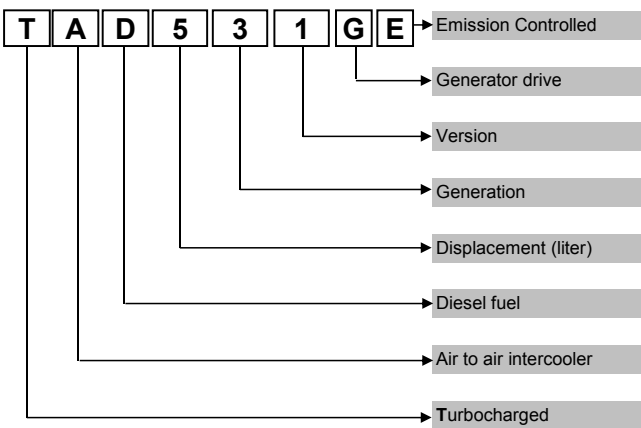 T A D 5 3 1 G E Emission Controlled
Generator drive
Version
Generation
Displacement (liter)
Diesel fuel
Air to air intercooler
Turbocharged